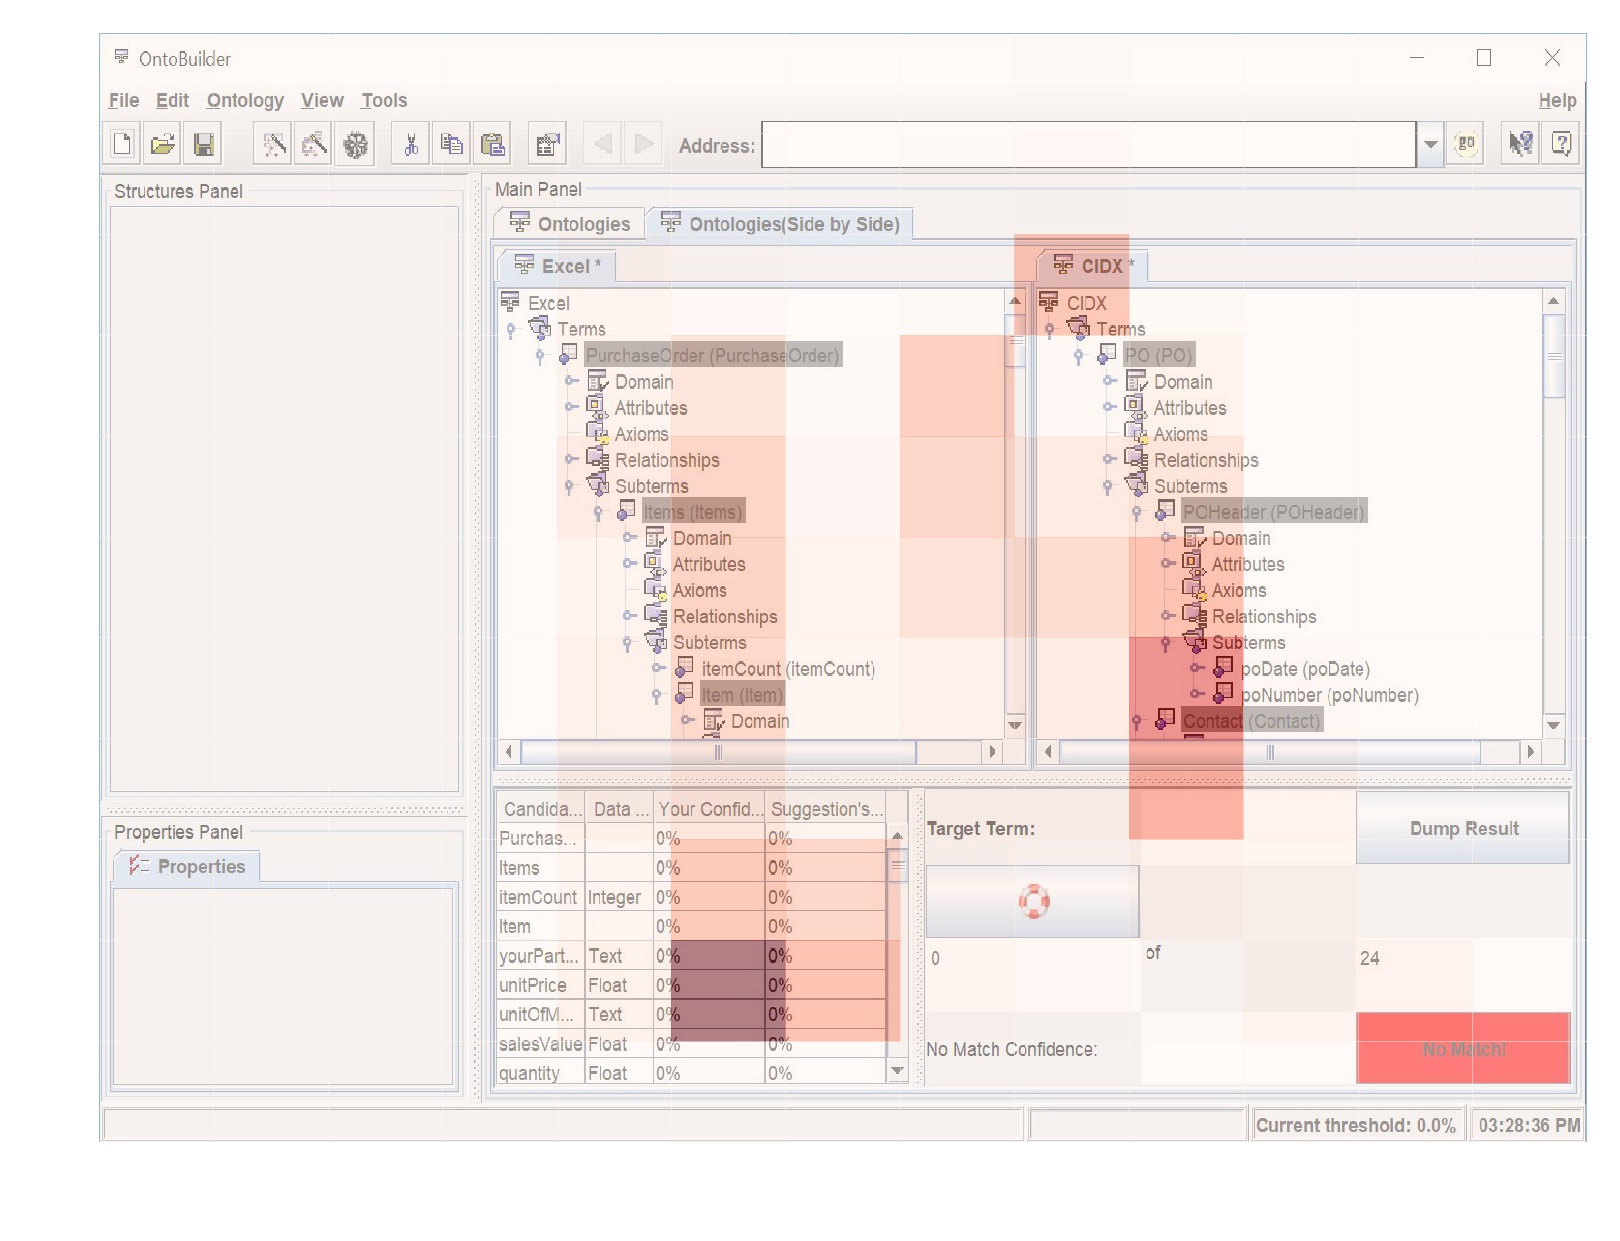 OntoBuilder
File Edit Ontology View Tools Help
Address: go
Structures Panel
Main Panel
Ontologies Ontologies(Side by Side)
Excel * CIDX *
Excel CIDX
Terms Terms
PurchaseOrder (PurchaseOrder) PO (PO)
Domain Domain
Attributes Attributes
Axioms Axioms
Relationships Relationships
Subterms Subterms
Items (Items) POHeader (POHeader)
Domain Domain
Attributes Attributes
Axioms Axioms
Relationships Relationships
Subterms Subterms
itemCount (itemCount) poDate (poDate)
Item (Item) poNumber (poNumber)
Domain Contact (Contact)
Candida... Data ... Your Confid... Suggestion's...
Purchas... 0% 0%
Items 0% 0%
itemCount Integer 0% 0%
Item 0% 0%
yourPart... Text 0% 0%
unitPrice Float 0% 0%
unitOfM... Text 0% 0%
salesValue Float 0% 0%
quantity Float 0% 0%
Target Term: Dump Result
0 of 24
No Match Confidence: No Match!
Properties Panel
Properties
Current threshold: 0.0% 03:28:36 PM